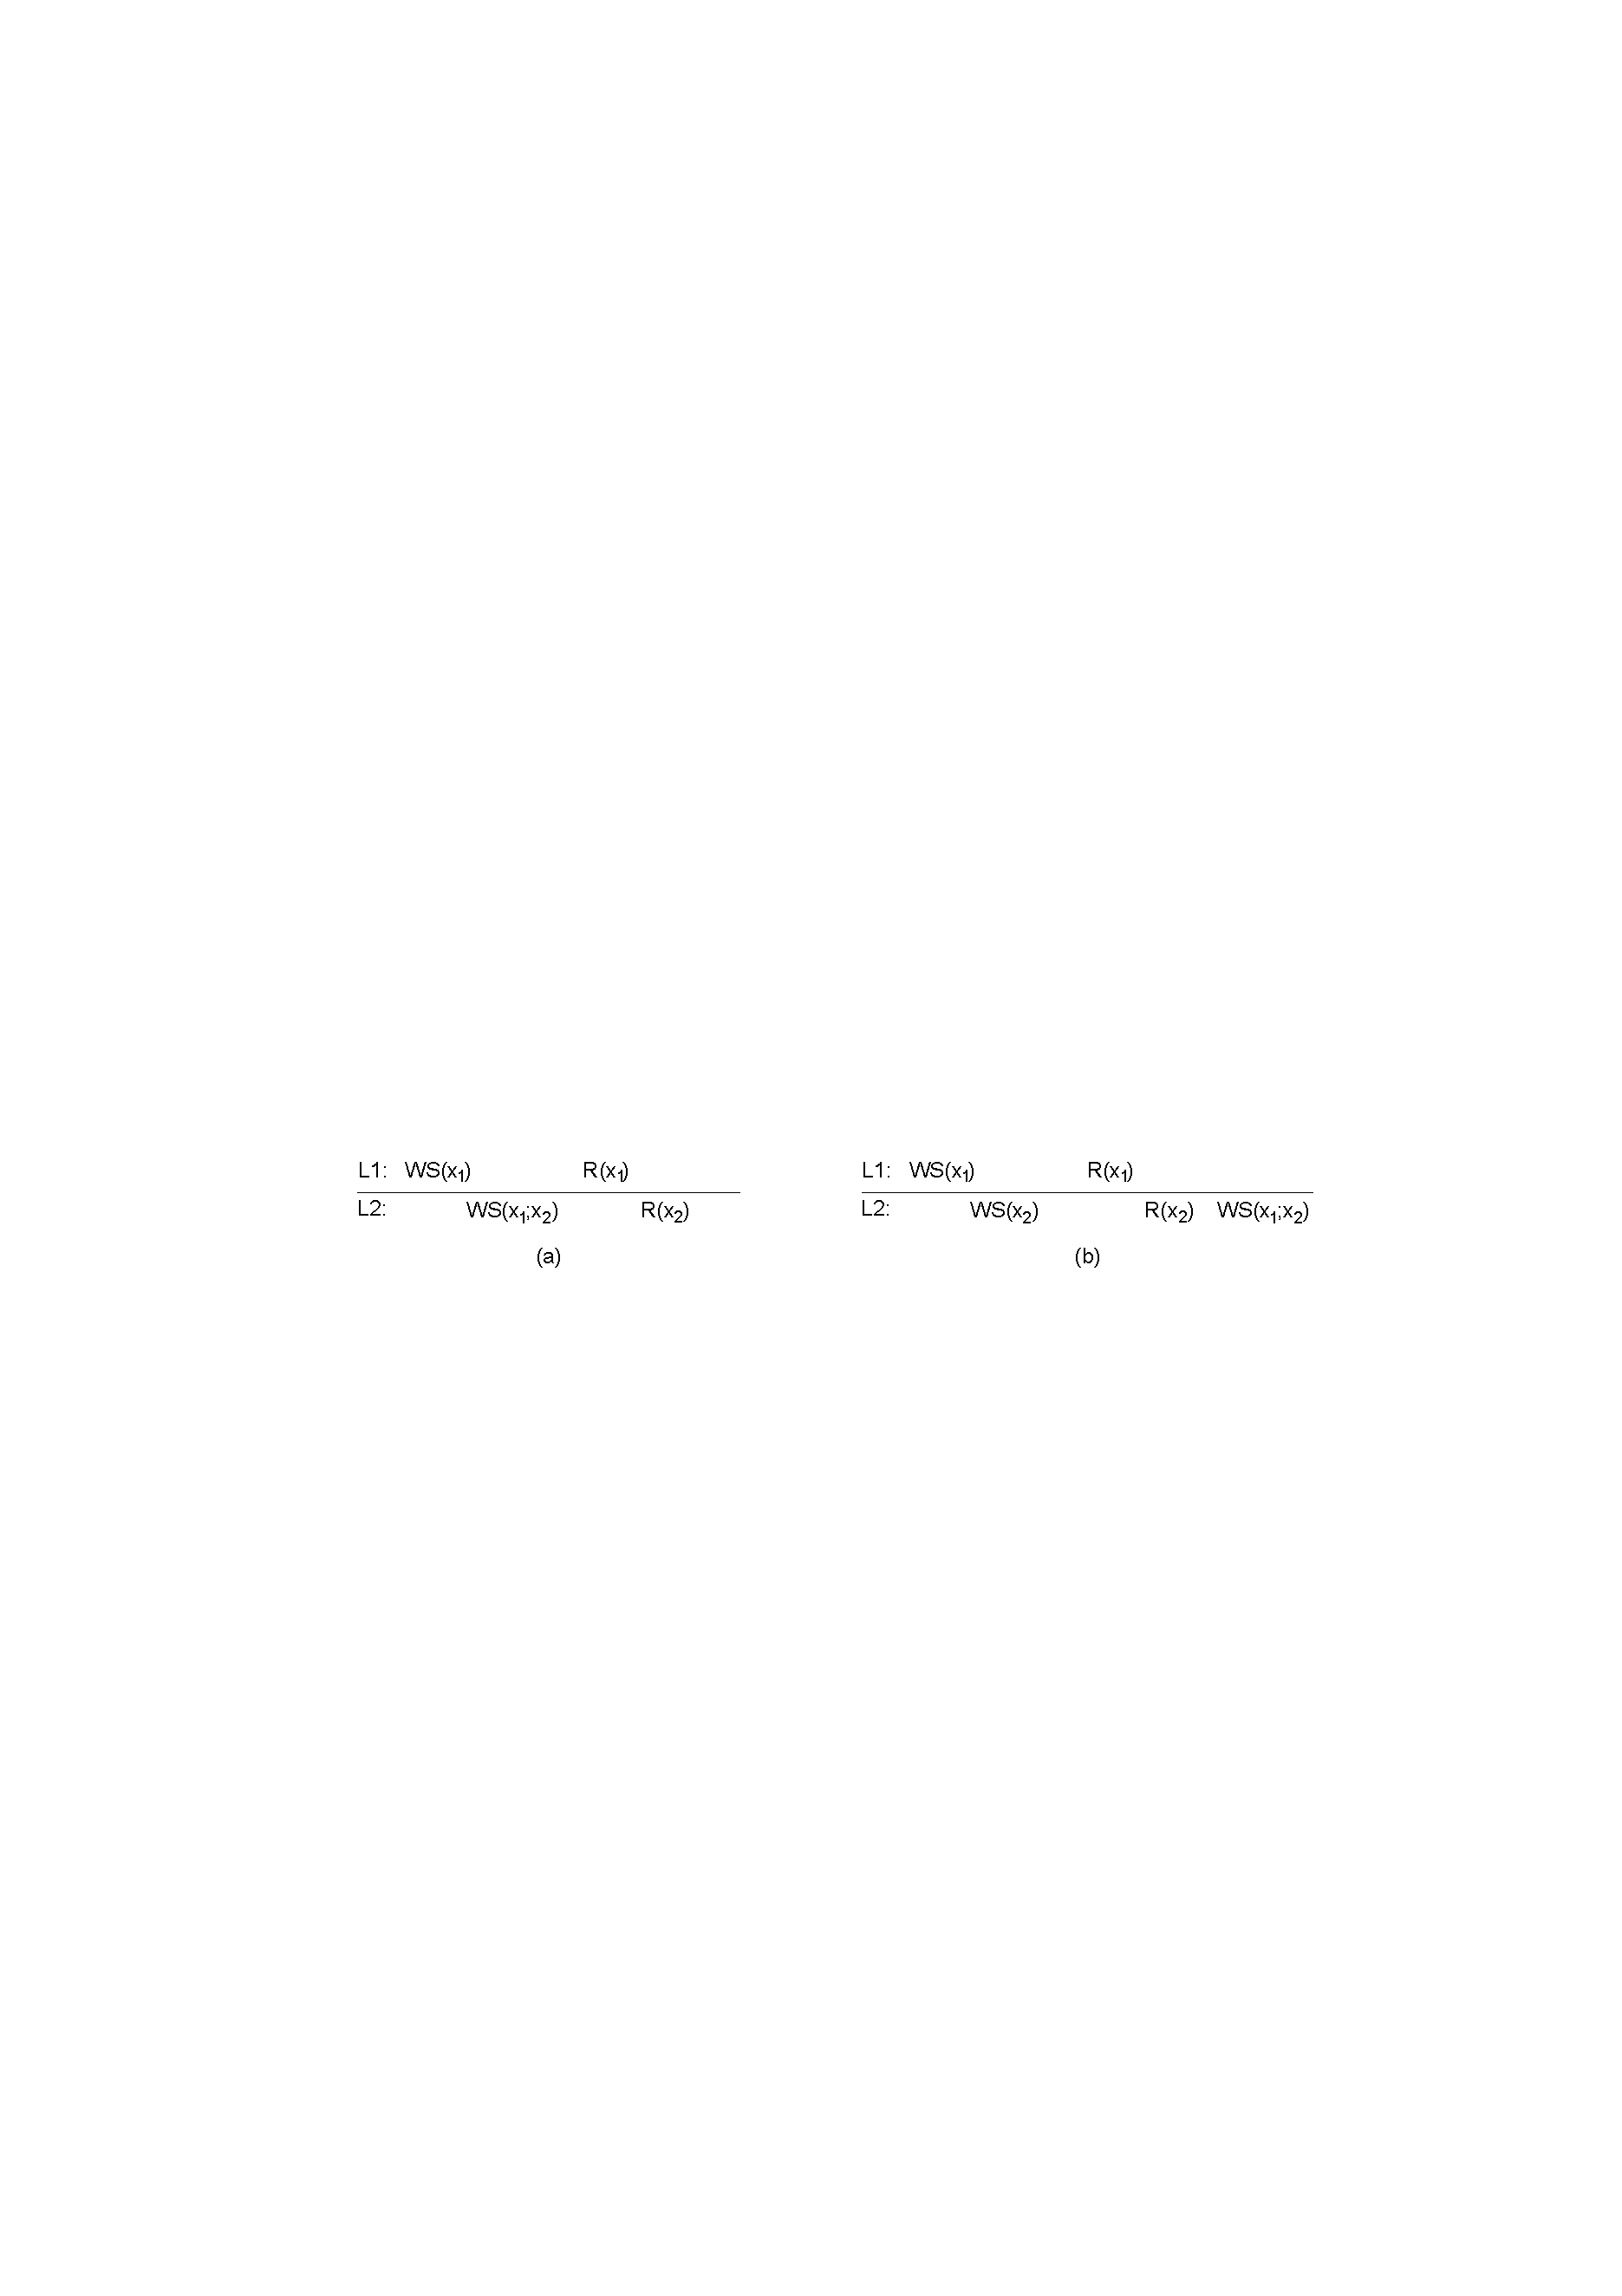 L1: WS(x₁) R(x₁)
L2: WS(x₁;x₂) R(x₂)
(a)
L1: WS(x₁) R(x₁)
L2: WS(x₂) R(x₂) WS(x₁;x₂)
(b)